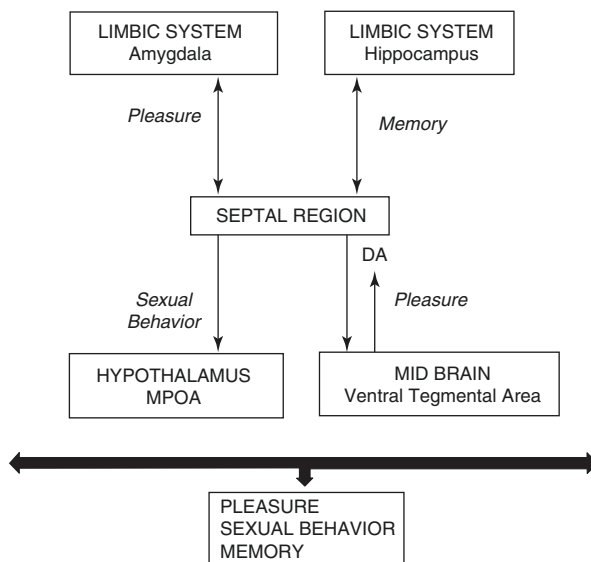 LIMBIC SYSTEM
Amygdala
LIMBIC SYSTEM
Hippocampus
Pleasure
Memory
SEPTAL REGION
DA
Sexual
Behavior
Pleasure
HYPOTHALAMUS
MPOA
MID BRAIN
Ventral Tegmental Area
PLEASURE
SEXUAL BEHAVIOR
MEMORY